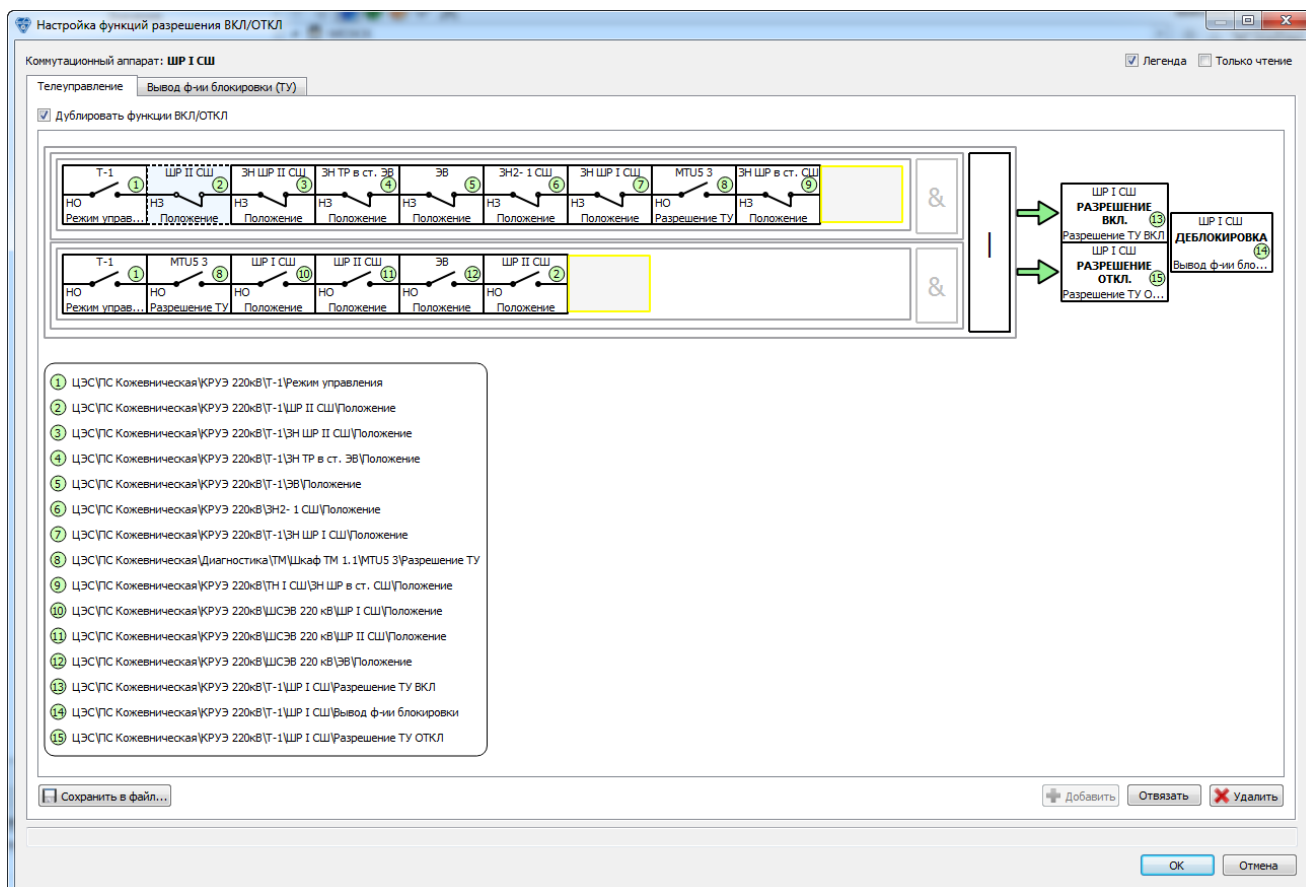 Настройка функций разрешения ВКЛ/ОТКЛ
Коммутационный аппарат: ШР I СШ
Легенда
Только чтение
Телеуправление
Вывод ф-ии блокировки (ТУ)
Дублировать функции ВКЛ/ОТКЛ
Т-1 ШР II СШ ЗН ШР II СШ ЗН ТР в ст. ЭВ ЭВ ЗН2- 1 СШ ЗН ШР I СШ MTU5 3 ЗН ШР в ст. СШ
1 2 3 4 5 6 7 8 9
НО НЗ НЗ НЗ НЗ НЗ НЗ НО НЗ
Режим управ... Положение Положение Положение Положение Положение Положение Разрешение ТУ Положение
&
Т-1 MTU5 3 ШР I СШ ШР II СШ ЭВ ШР II СШ
1 8 10 11 12 2
НО НО НО НО НО НО
Режим управ... Разрешение ТУ Положение Положение Положение Положение
&
|
ШР I СШ
РАЗРЕШЕНИЕ
ВКЛ. 13
Разрешение ТУ ВКЛ
ШР I СШ
РАЗРЕШЕНИЕ
ОТКЛ. 15
Разрешение ТУ О...
ШР I СШ
ДЕБЛОКИРОВКА
14
Вывод ф-ии бло...
1 ЦЭС\ПС Кожевническая\КРУЭ 220кВ\Т-1\Режим управления
2 ЦЭС\ПС Кожевническая\КРУЭ 220кВ\Т-1\ШР II СШ\Положение
3 ЦЭС\ПС Кожевническая\КРУЭ 220кВ\Т-1\ЗН ШР II СШ\Положение
4 ЦЭС\ПС Кожевническая\КРУЭ 220кВ\Т-1\ЗН ТР в ст. ЭВ\Положение
5 ЦЭС\ПС Кожевническая\КРУЭ 220кВ\Т-1\ЭВ\Положение
6 ЦЭС\ПС Кожевническая\КРУЭ 220кВ\ЗН2- 1 СШ\Положение
7 ЦЭС\ПС Кожевническая\КРУЭ 220кВ\Т-1\ЗН ШР I СШ\Положение
8 ЦЭС\ПС Кожевническая\Диагностика\ТМ\Шкаф ТМ 1.1\MTU5 3\Разрешение ТУ
9 ЦЭС\ПС Кожевническая\КРУЭ 220кВ\ТН I СШ\ЗН ШР в ст. СШ\Положение
10 ЦЭС\ПС Кожевническая\КРУЭ 220кВ\ШСЭВ 220 кВ\ШР I СШ\Положение
11 ЦЭС\ПС Кожевническая\КРУЭ 220кВ\ШСЭВ 220 кВ\ШР II СШ\Положение
12 ЦЭС\ПС Кожевническая\КРУЭ 220кВ\ШСЭВ 220 кВ\ЭВ\Положение
13 ЦЭС\ПС Кожевническая\КРУЭ 220кВ\Т-1\ШР I СШ\Разрешение ТУ ВКЛ
14 ЦЭС\ПС Кожевническая\КРУЭ 220кВ\Т-1\ШР I СШ\Вывод ф-ии блокировки
15 ЦЭС\ПС Кожевническая\КРУЭ 220кВ\Т-1\ШР I СШ\Разрешение ТУ ОТКЛ
Сохранить в файл...
Добавить
Отвязать
Удалить
ОК
Отмена